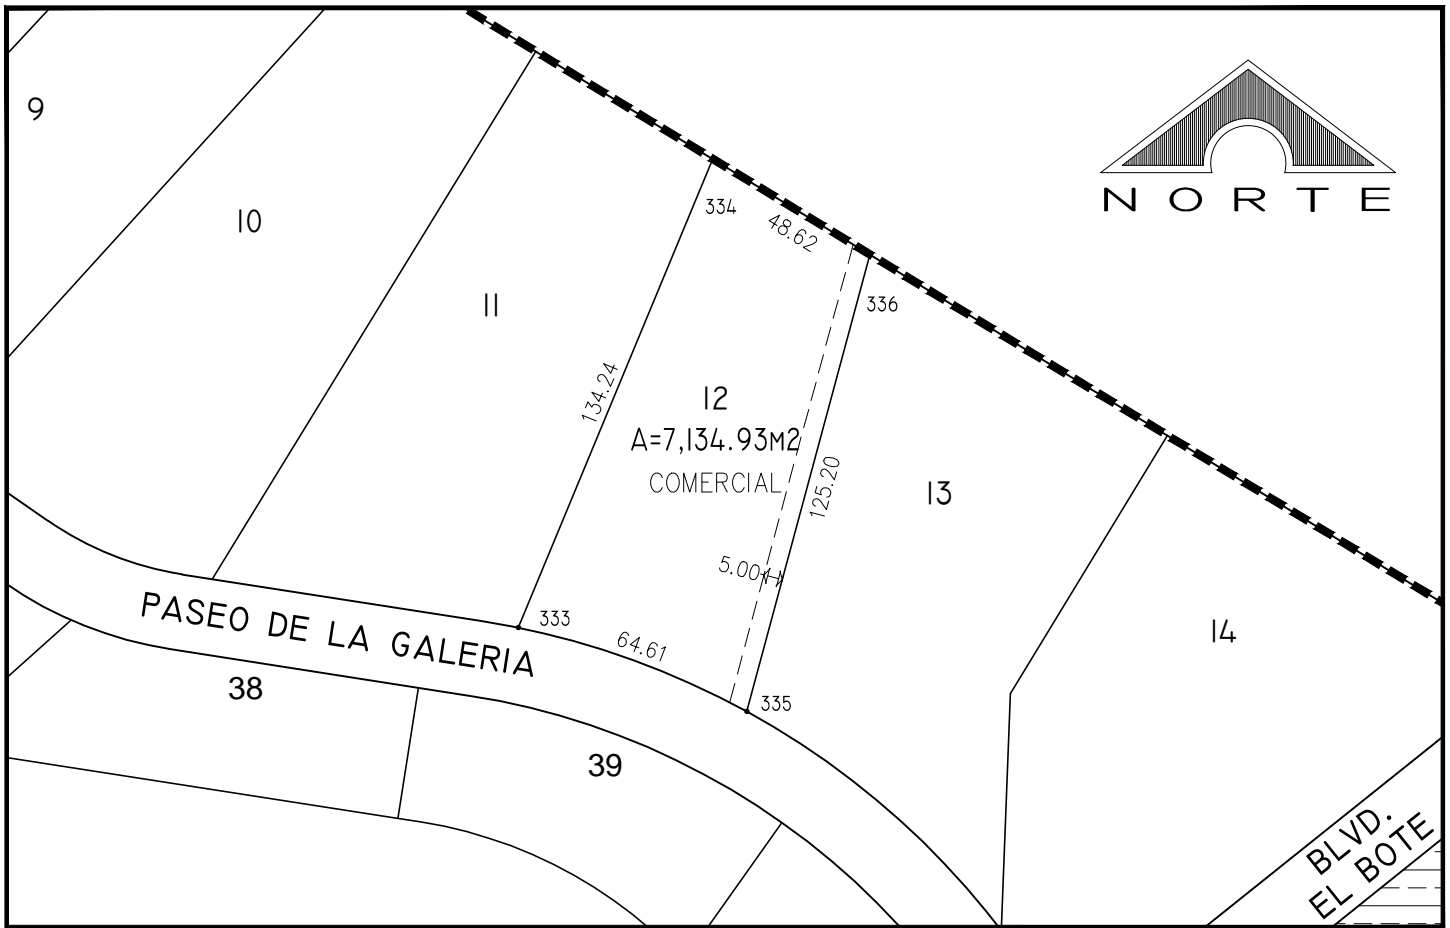 9
NORTE
334
48.62
10
11
336
134.24
12
A=7,134.93M2
COMERCIAL
125.20
13
5.00
PASEO DE LA GALERIA
333
64.61
14
38
335
39
BLVD.
EL BOTE